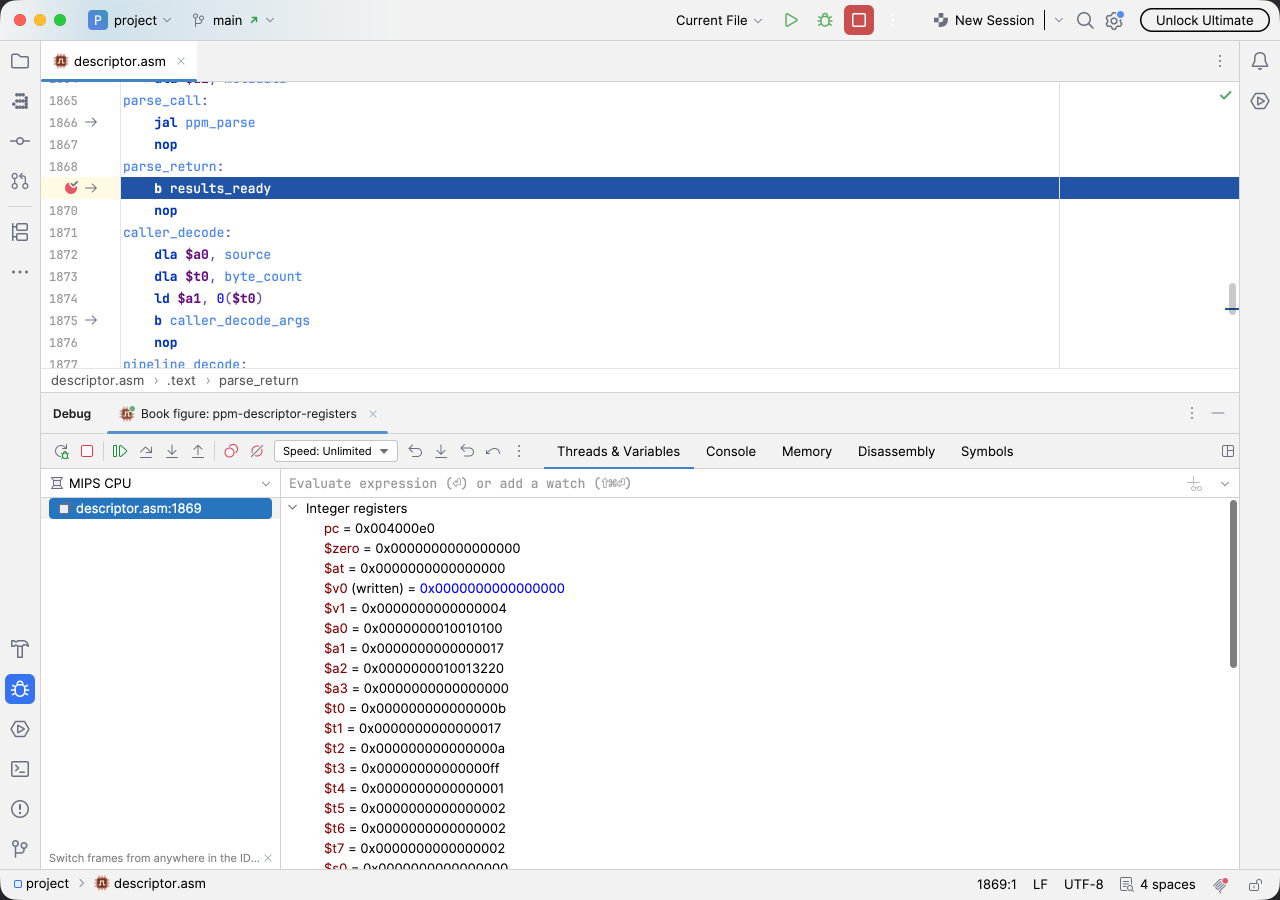 P project main Current File New Session Unlock Ultimate
descriptor.asm
1865 parse_call:
1866 jal ppm_parse
1867 nop
1868 parse_return:
b results_ready
1870 nop
1871 caller_decode:
1872 dla $a0, source
1873 dla $t0, byte_count
1874 ld $a1, 0($t0)
1875 b caller_decode_args
1876 nop
1877 pipeline_decode:
descriptor.asm › .text › parse_return
Debug Book figure: ppm-descriptor-registers
Speed: Unlimited Threads & Variables Console Memory Disassembly Symbols
MIPS CPU
Evaluate expression (⏎) or add a watch (⇧⌘⏎)
descriptor.asm:1869
Integer registers
pc = 0x004000e0
$zero = 0x0000000000000000
$at = 0x0000000000000000
$v0 (written) = 0x0000000000000000
$v1 = 0x0000000000000004
$a0 = 0x0000000010010100
$a1 = 0x0000000000000017
$a2 = 0x0000000010013220
$a3 = 0x0000000000000000
$t0 = 0x000000000000000b
$t1 = 0x0000000000000017
$t2 = 0x000000000000000a
$t3 = 0x00000000000000ff
$t4 = 0x0000000000000001
$t5 = 0x0000000000000002
$t6 = 0x0000000000000002
$t7 = 0x0000000000000002
$s0 = 0x0000000000000000
Switch frames from anywhere in the ID...
project › descriptor.asm 1869:1 LF UTF-8 4 spaces